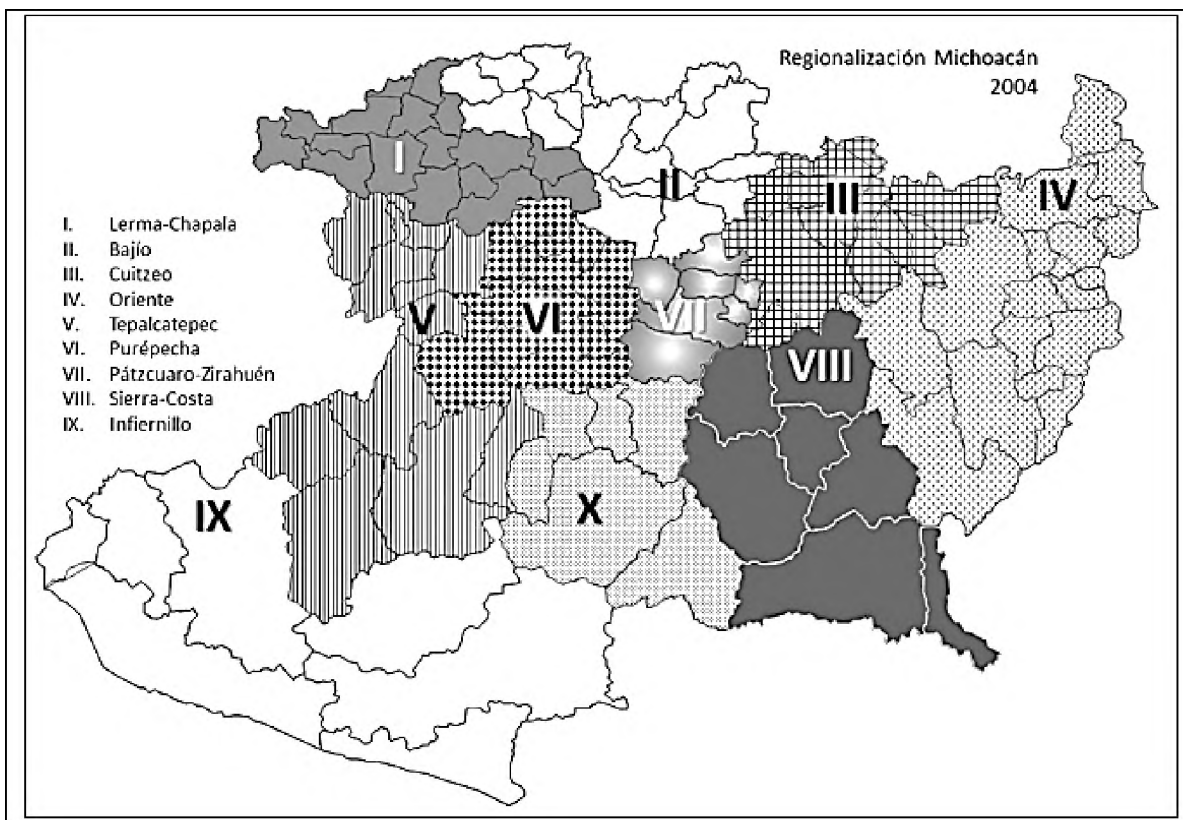 Regionalización Michoacán
2004
I
II
III
IV
I. Lerma-Chapala
II. Bajío
III. Cuitzeo
IV. Oriente
V. Tepalcatepec
VI. Purépecha
VII. Pátzcuaro-Zirahuén
VIII. Sierra-Costa
IX. Infiernillo
V
VI
VII
VIII
IX
X